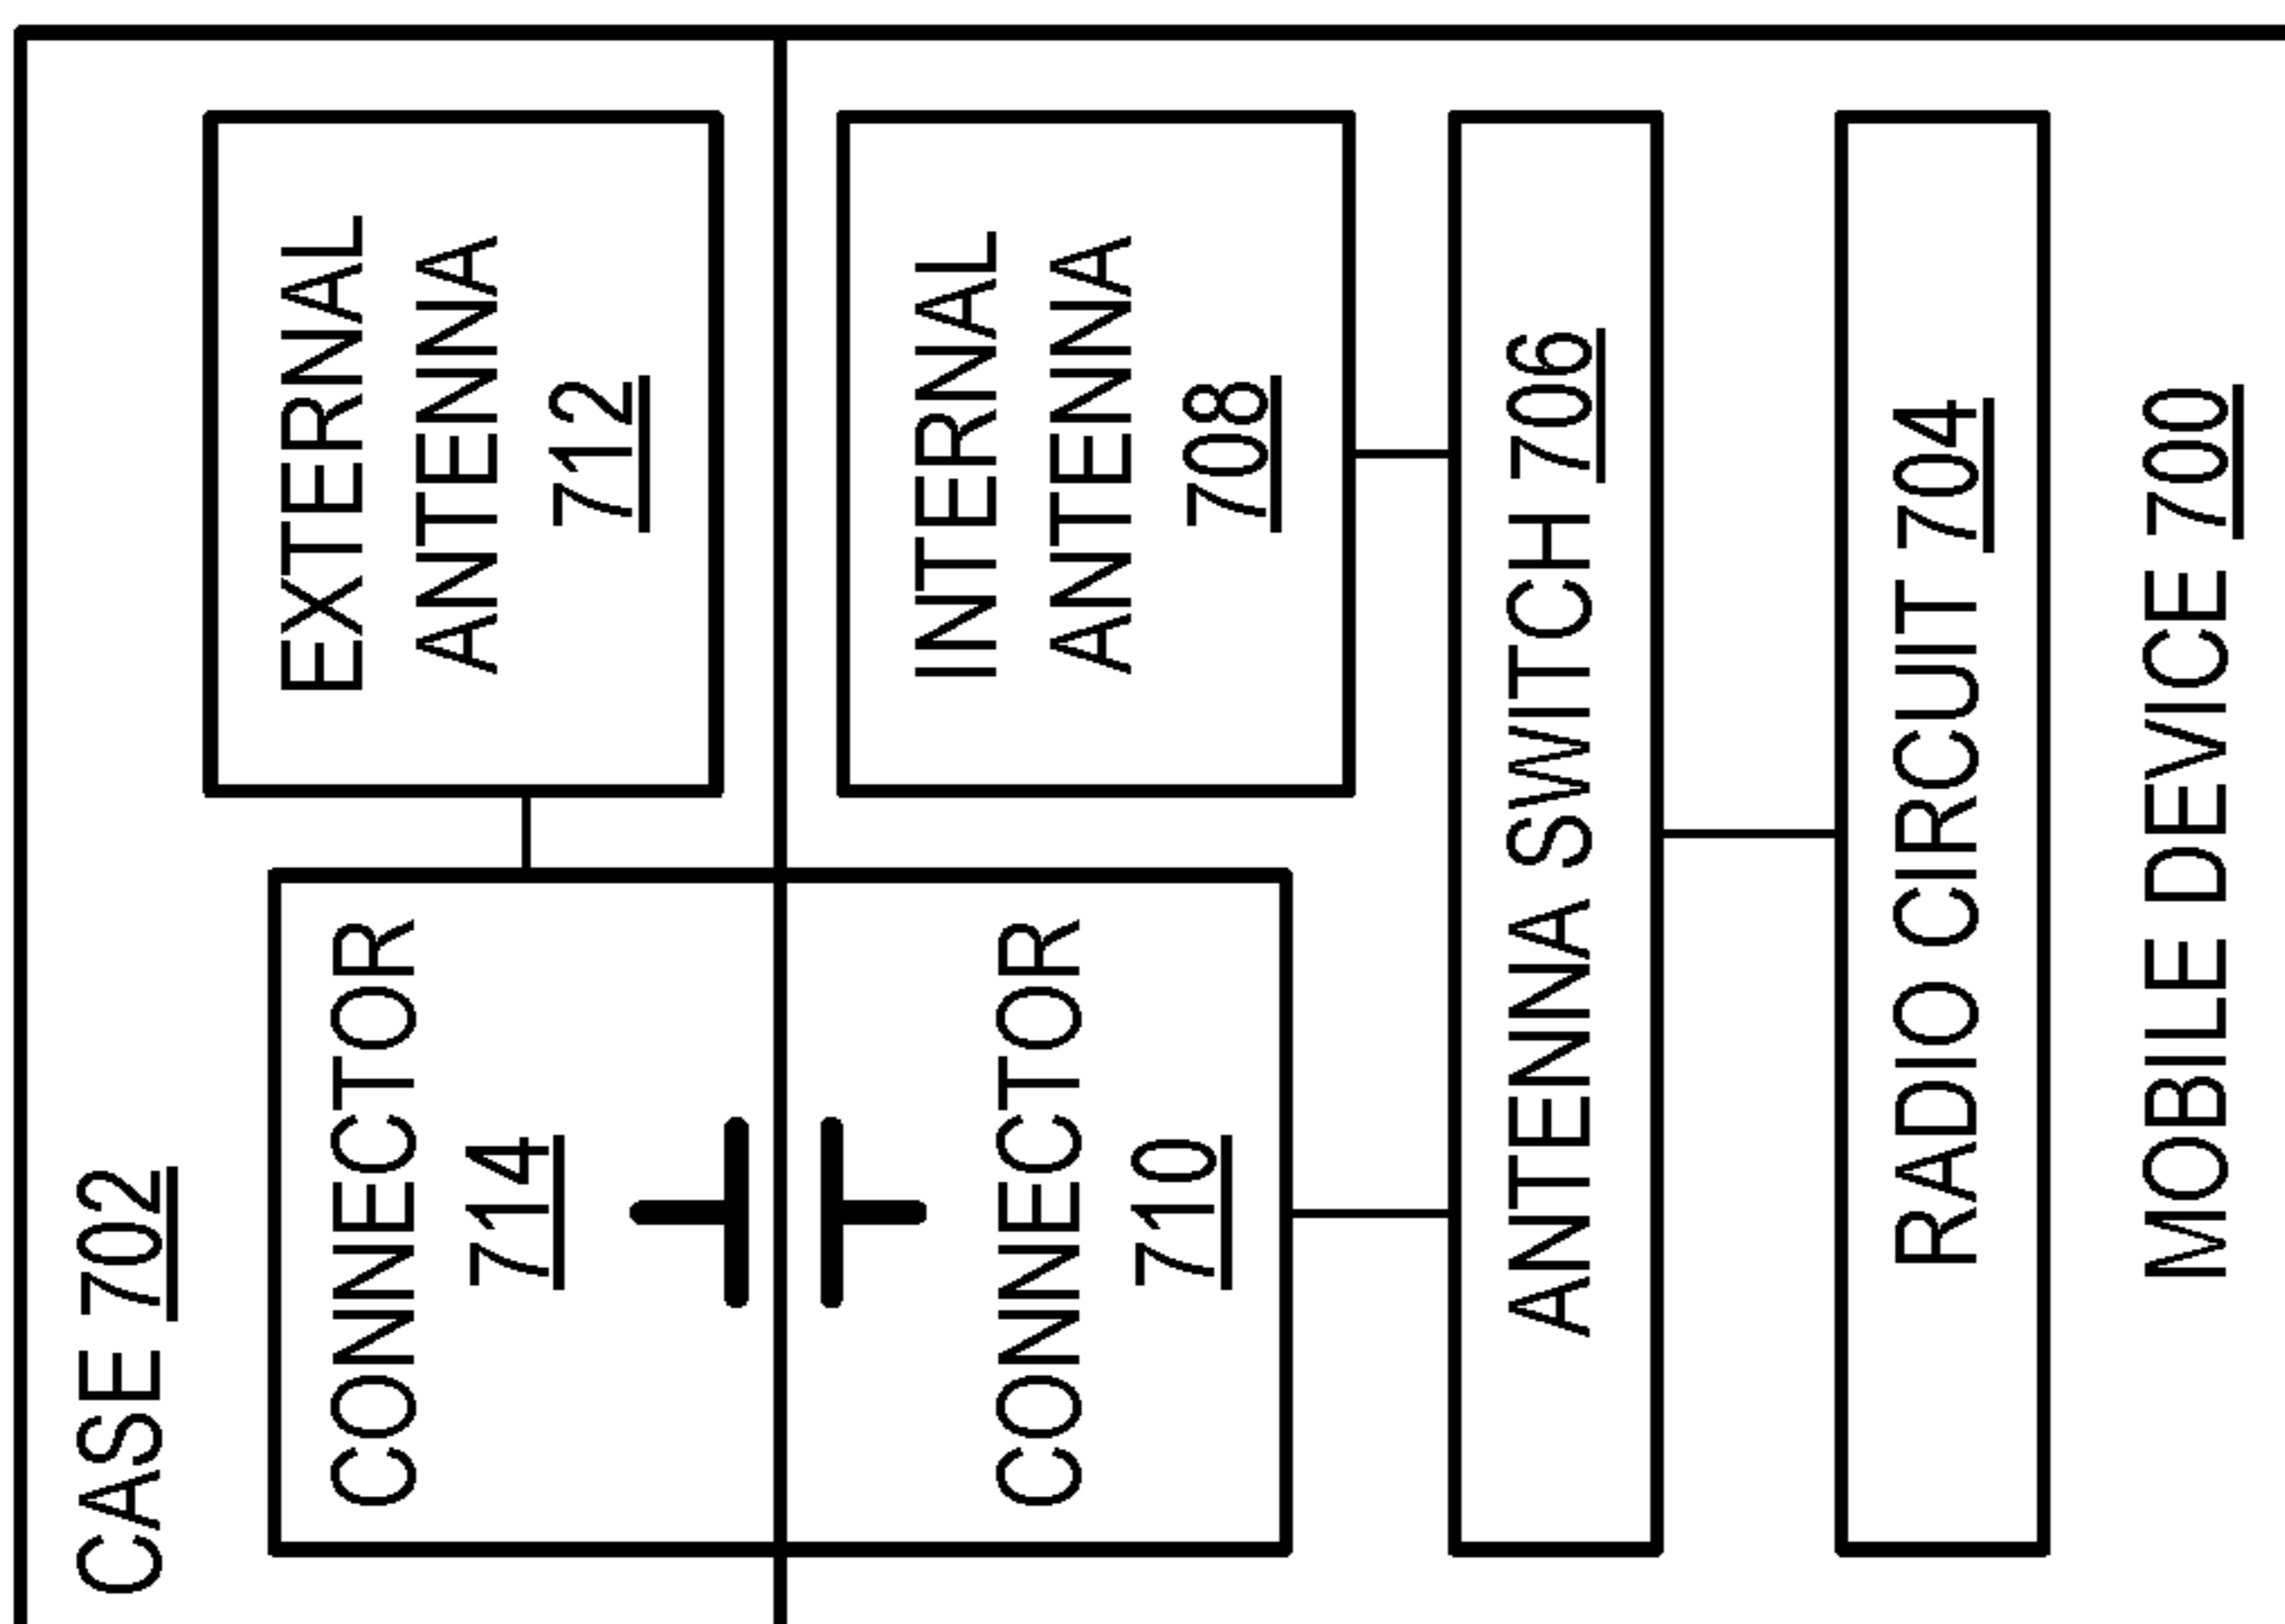 CASE 702
CONNECTOR
714
EXTERNAL
ANTENNA
712
CONNECTOR
710
INTERNAL
ANTENNA
708
ANTENNA SWITCH 706
RADIO CIRCUIT 704
MOBILE DEVICE 700